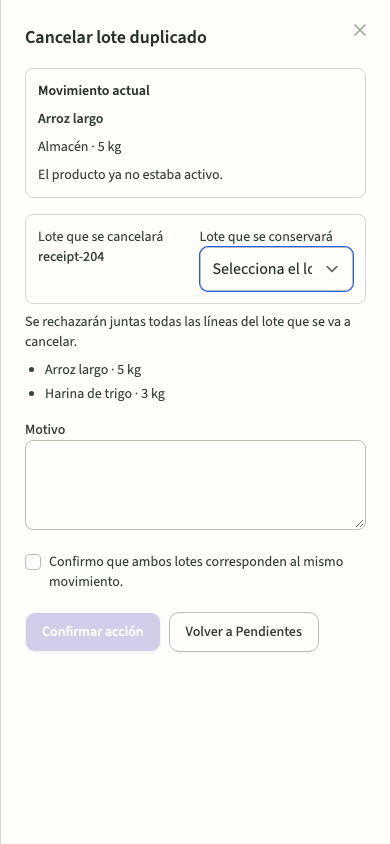 Cancelar lote duplicado
Movimiento actual
Arroz largo
Almacén · 5 kg
El producto ya no estaba activo.
Lote que se cancelará
receipt-204
Lote que se conservará
Selecciona el lo
Se rechazarán juntas todas las líneas del lote que se va a
cancelar.
Arroz largo · 5 kg
Harina de trigo · 3 kg
Motivo
Confirmo que ambos lotes corresponden al mismo
movimiento.
Confirmar acción
Volver a Pendientes